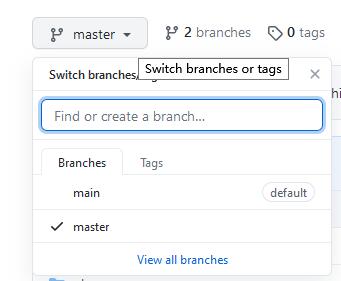 master 2 branches 0 tags
Switch branches or tags
Switch branches/
Find or create a branch...
Branches Tags
main default
master
View all branches